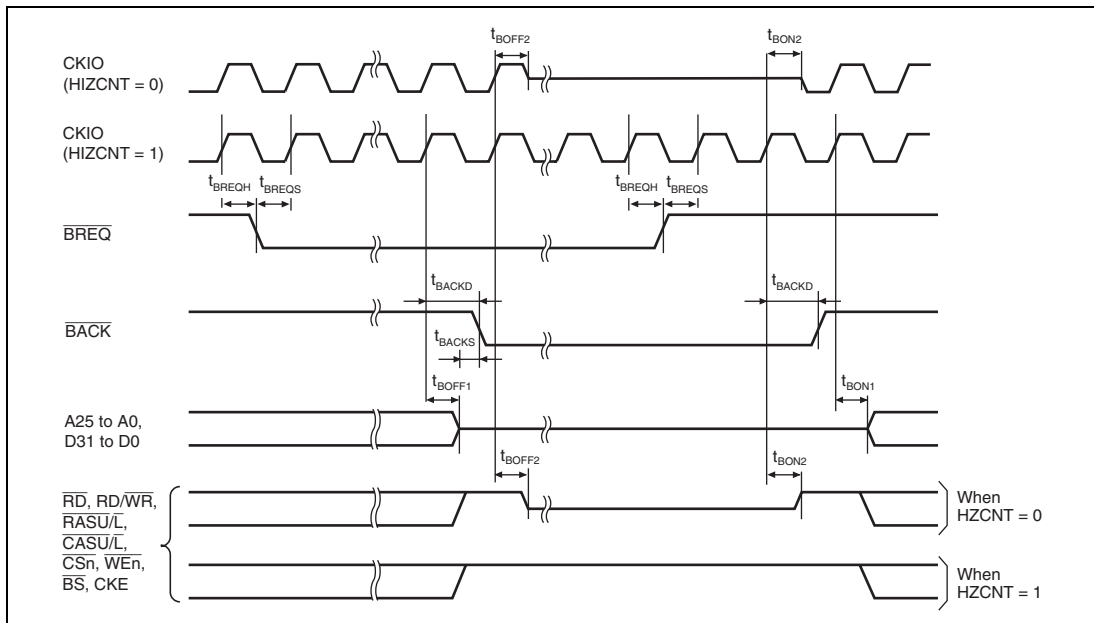 tBOFF2 tBON2
CKIO
(HIZCNT = 0)
CKIO
(HIZCNT = 1)
tBREQH tBREQS tBREQH tBREQS
BREQ
tBACKD tBACKD
BACK
tBACKS
tBOFF1 tBON1
A25 to A0,
D31 to D0
tBOFF2 tBON2
RD, RD/WR,
RASU/L,
CASU/L,
CSn, WEn,
BS, CKE
When
HZCNT = 0
When
HZCNT = 1